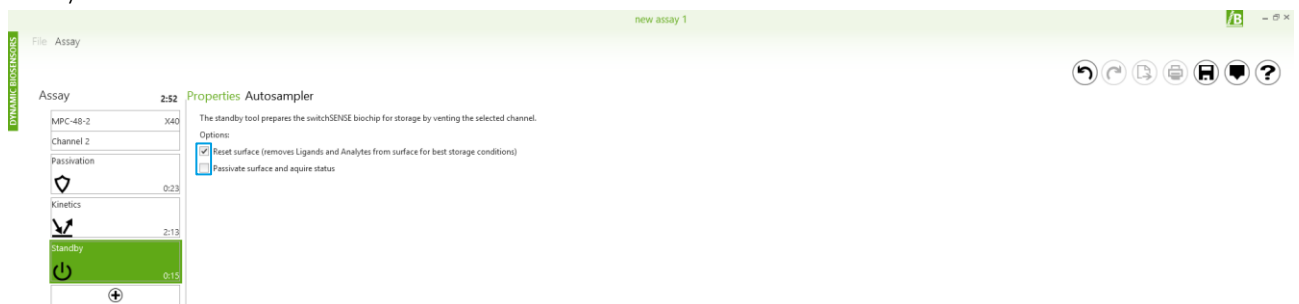 new assay 1
/B
DYNAMIC BIOSENSORS
File Assay
Assay 2:52
MPC-48-2 X40
Channel 2
Passivation
0:23
Kinetics
2:13
Standby
0:15
Properties Autosampler
The standby tool prepares the switchSENSE biochip for storage by venting the selected channel.
Options:
Reset surface (removes Ligands and Analytes from surface for best storage conditions)
Passivate surface and aquire status